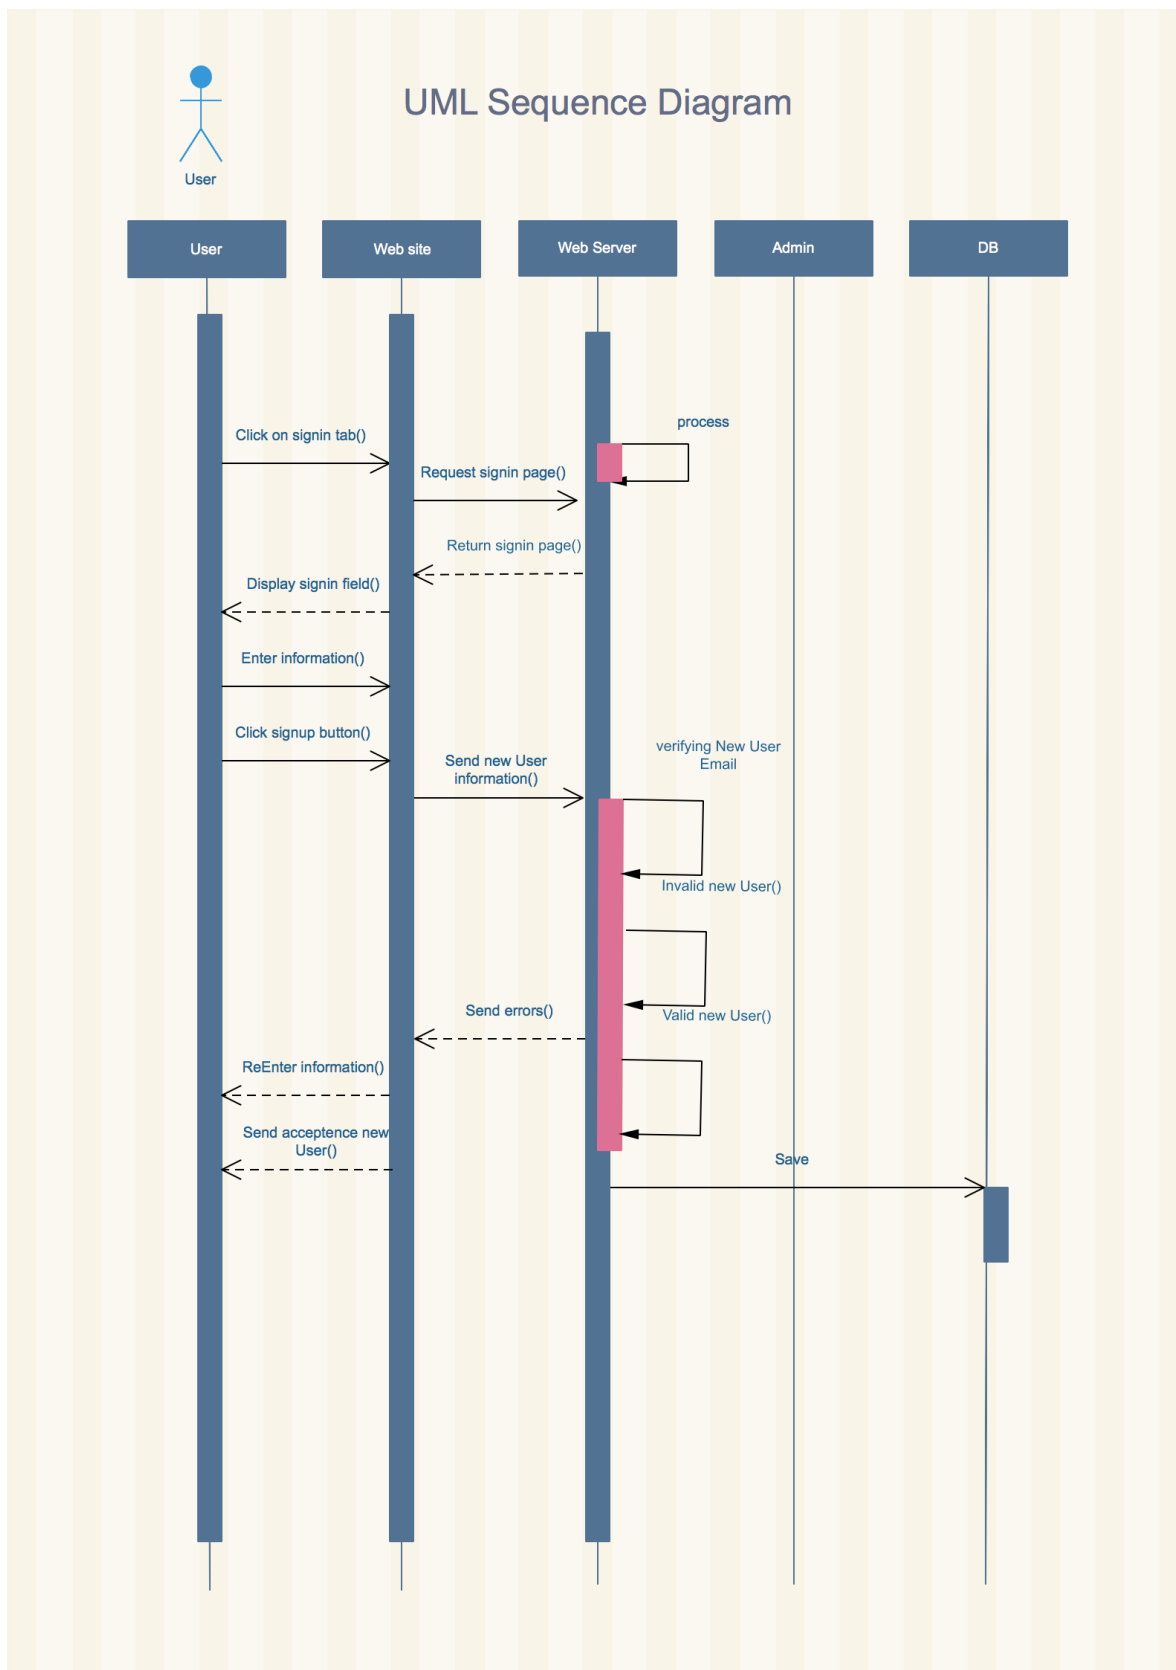 UML Sequence Diagram
User
User
Web site
Web Server
Admin
DB
process
Click on signin tab()
Request signin page()
Return signin page()
Display signin field()
Enter information()
Click signup button()
verifying New User
Email
Send new User
information()
Invalid new User()
Send errors()
Valid new User()
ReEnter information()
Send acceptence new
User()
Save